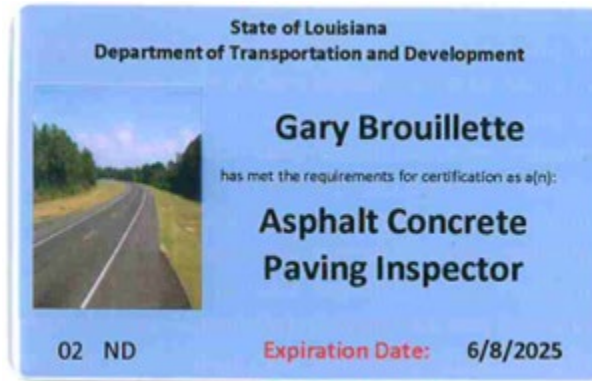 State of Louisiana
Department of Transportation and Development
Gary Brouillette
has met the requirements for certification as a(n):
Asphalt Concrete
Paving Inspector
02 ND
Expiration Date: 6/8/2025